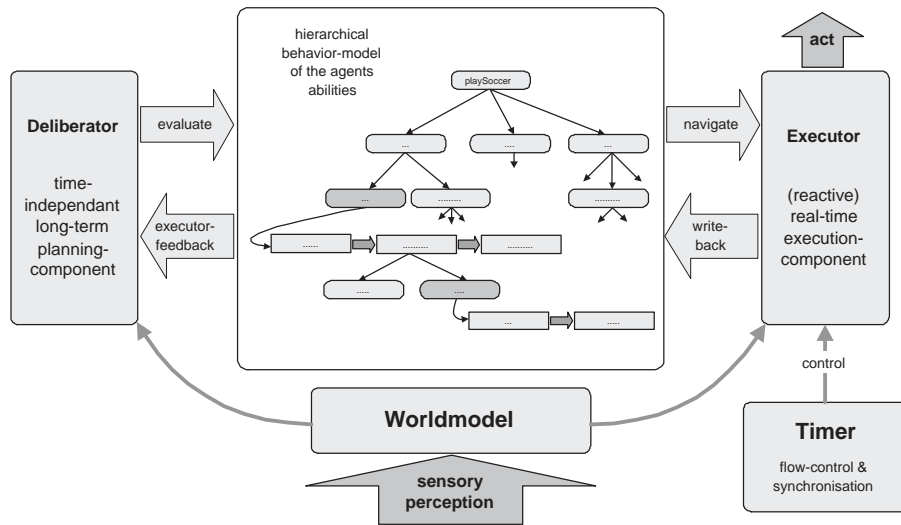 hierarchical
behavior-model
of the agents
abilities
playSoccer
...
....
...
...
.........
.........
......
..........
..........
.....
....
...
.....
Deliberator
time-
independant
long-term
planning-
component
evaluate
executor-
feedback
navigate
write-
back
act
Executor
(reactive)
real-time
execution-
component
control
Timer
flow-control &
synchronisation
Worldmodel
sensory
perception